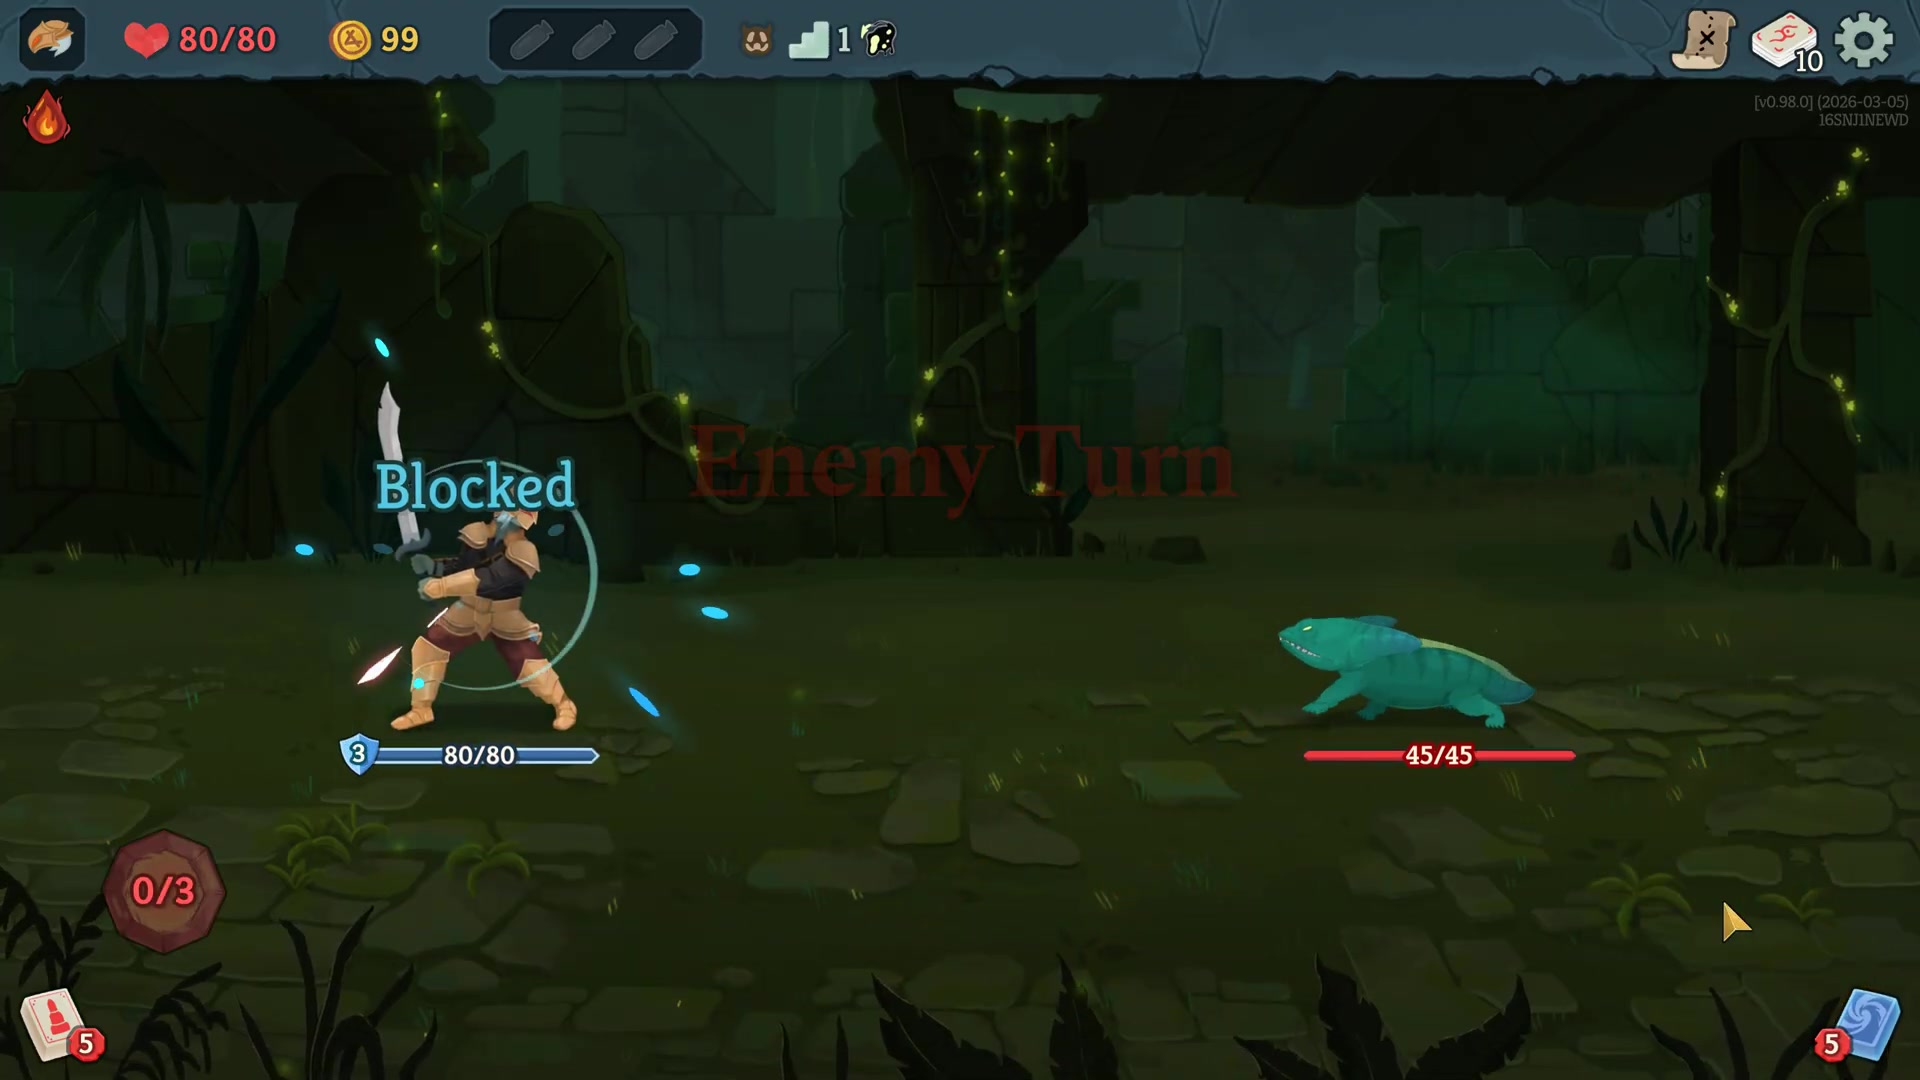 80/80
99
1
10
[v0.98.0] (2026-03-05)
16SNJ1NEWD
Enemy Turn
Blocked
3
80/80
45/45
0/3
5
5